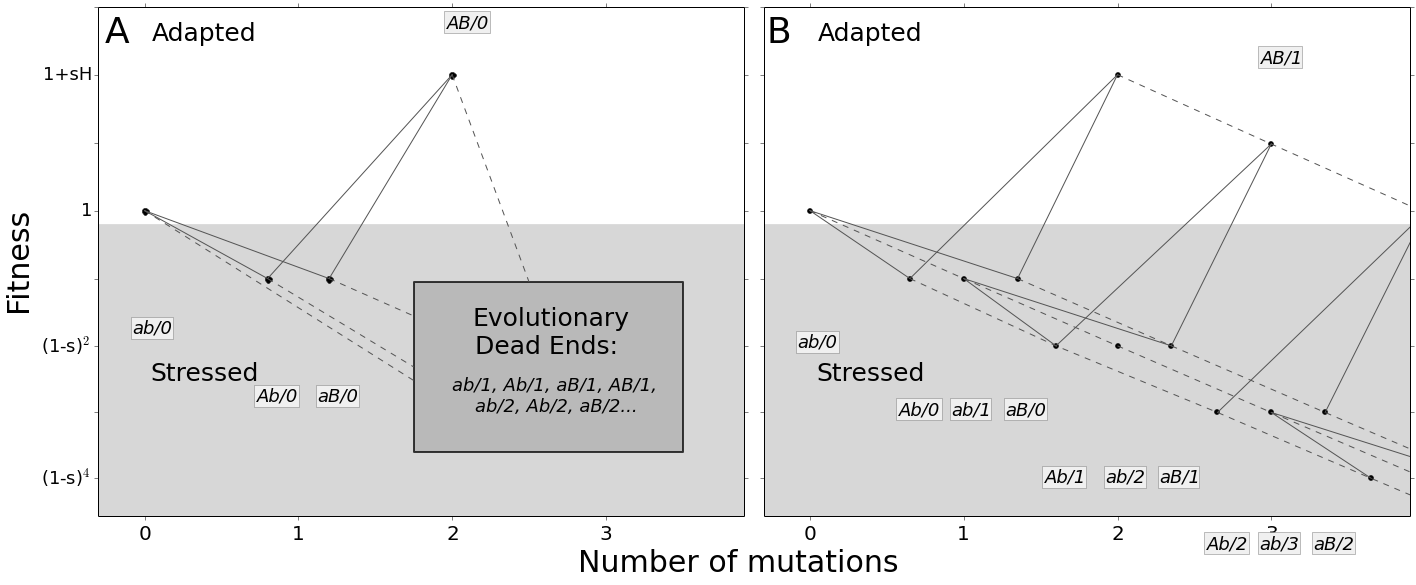 A Adapted
AB/0
1+sH
1
Fitness
(1-s)²
(1-s)⁴
ab/0
Stressed
Ab/0 aB/0
Evolutionary
Dead Ends:
ab/1, Ab/1, aB/1, AB/1,
ab/2, Ab/2, aB/2...
0 1 2 3
B Adapted
AB/1
ab/0
Stressed
Ab/0 ab/1 aB/0
Ab/1 ab/2 aB/1
0 1 2 3
Ab/2 ab/3 aB/2
Number of mutations